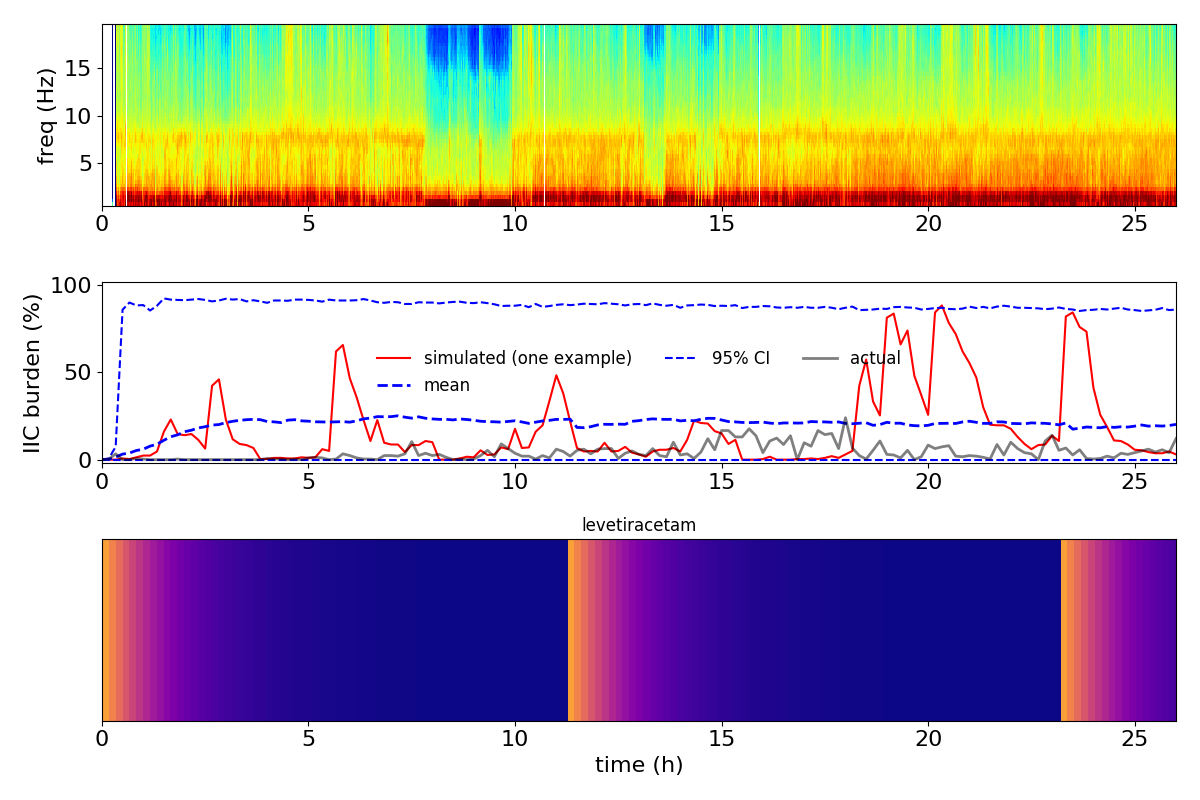 freq (Hz)
15
10
5
0 5 10 15 20 25
IIC burden (%)
100
50
0
simulated (one example) 95% CI actual
mean
0 5 10 15 20 25
levetiracetam
0 5 10 15 20 25
time (h)